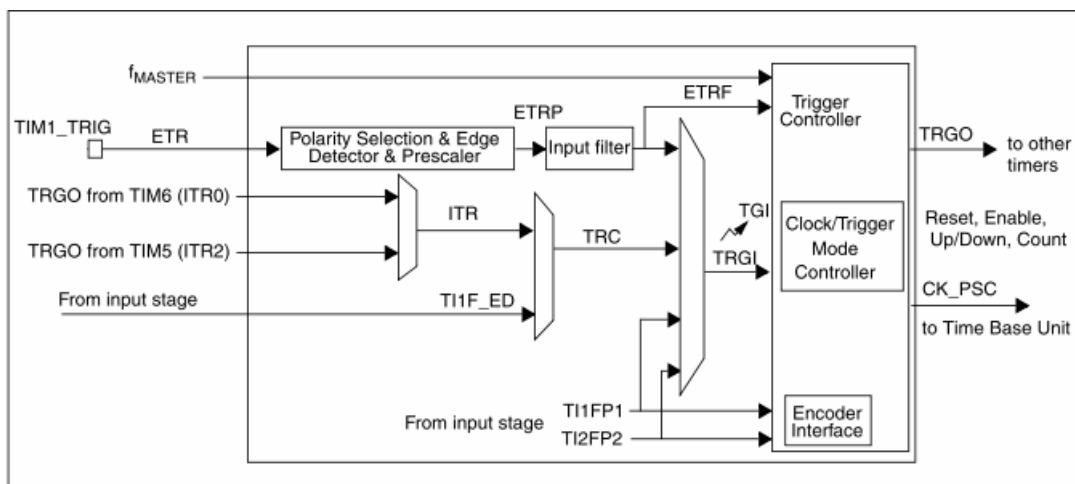 fMASTER
ETRF
Trigger
Controller
ETRP
TIM1_TRIG
ETR
Polarity Selection & Edge
Detector & Prescaler
Input filter
TRGO
to other
timers
TRGO from TIM6 (ITR0)
ITR
TRC
TGI
TRGI
Clock/Trigger
Mode
Controller
Reset, Enable,
Up/Down, Count
TRGO from TIM5 (ITR2)
From input stage
TI1F_ED
CK_PSC
to Time Base Unit
From input stage
TI1FP1
TI2FP2
Encoder
Interface